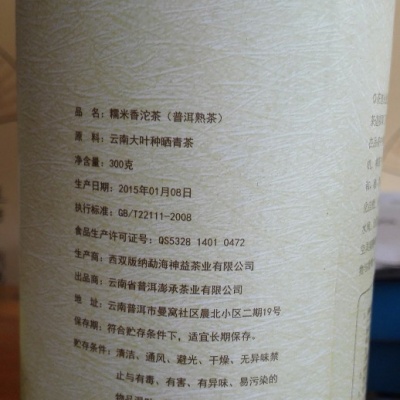 品 名：糯米香沱茶（普洱熟茶）
原 料：云南大叶种晒青茶
净含量：300克
生产日期：2015年01月08日
执行标准：GB/T22111-2008
食品生产许可证号：QS5328 1401 0472
生产商：西双版纳勐海神益茶业有限公司
出品商：云南省普洱澎承茶业有限公司
地 址：云南普洱市曼窝社区晨北小区二期19号
保存期：符合贮存条件下，适宜长期保存。
贮存条件：清洁、通风、避光、干燥、无异味禁
止与有毒、有害、有异味、易污染的